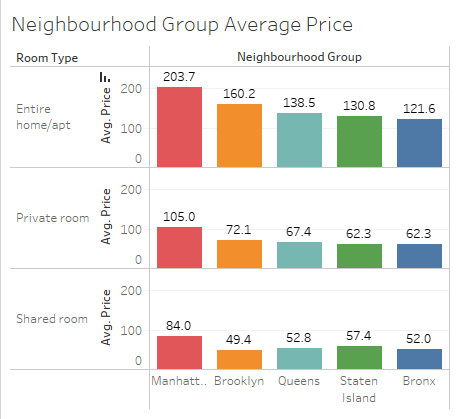 Neighbourhood Group Average Price
Room Type
Neighbourhood Group
Entire
home/apt
Avg. Price
200
100
0
203.7
160.2
138.5
130.8
121.6
Private room
Avg. Price
200
100
0
105.0
72.1
67.4
62.3
62.3
Shared room
Avg. Price
200
100
0
84.0
49.4
52.8
57.4
52.0
Manhatt..
Brooklyn
Queens
Staten
Island
Bronx